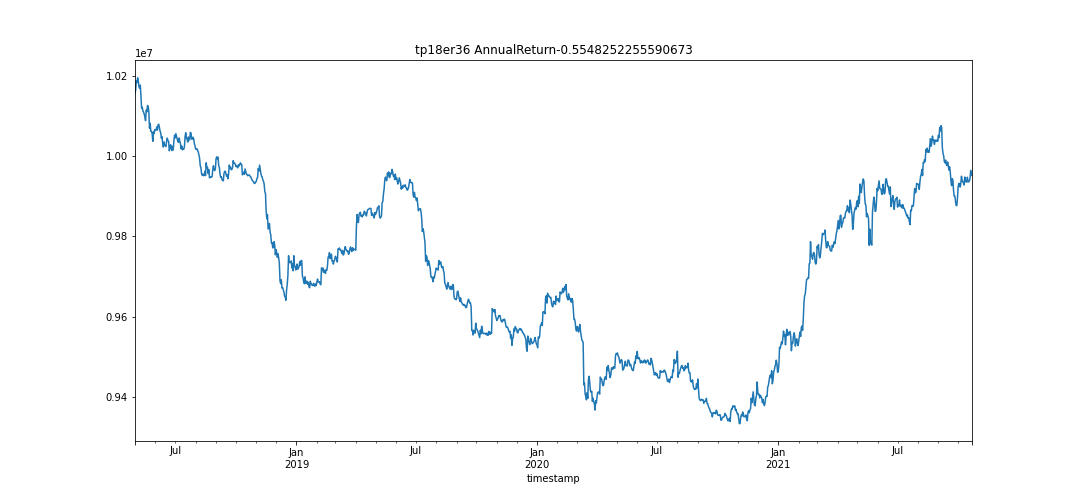 tp18er36 AnnualReturn-0.5548252255590673
1e7
1.02
1.00
0.98
0.96
0.94
Jul
Jan
2019
Jul
Jan
2020
Jul
Jan
2021
Jul
timestamp